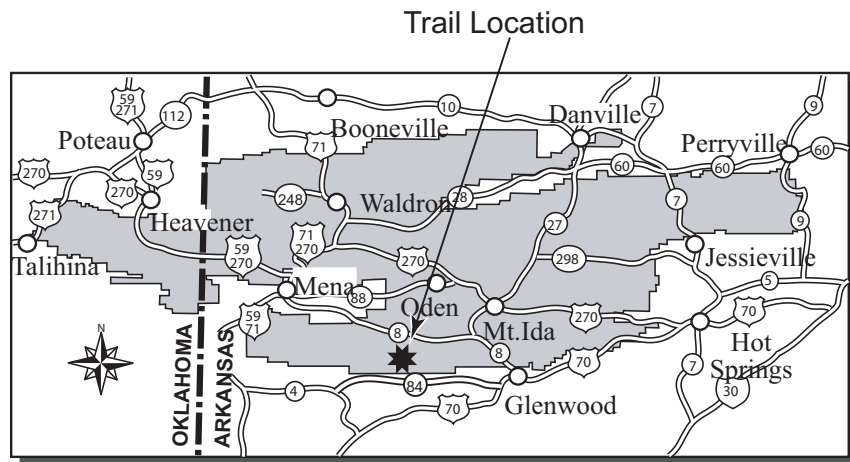 Trail Location
59
271
112
10
Danville
7
9
Poteau
Booneville
71
Perryville
60
270
270
59
60
60
248
28
Waldron
7
271
Heavener
27
9
Talihina
59
270
71
270
270
298
Jessieville
Mena
88
Oden
5
59
71
8
Mt.Ida
270
70
N
8
70
Hot
Springs
OKLAHOMA
ARKANSAS
4
84
Glenwood
7
30
70